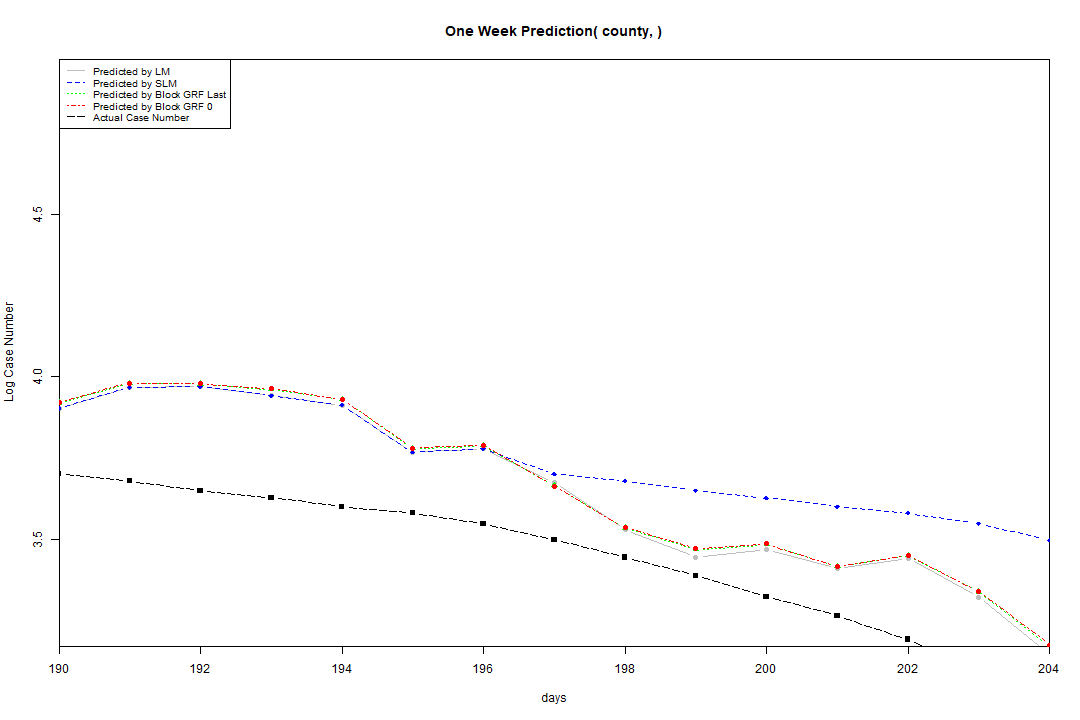 One Week Prediction( county, )
Predicted by LM
Predicted by SLM
Predicted by Block GRF Last
Predicted by Block GRF 0
Actual Case Number
4.5
4.0
3.5
Log Case Number
190 192 194 196 198 200 202 204
days